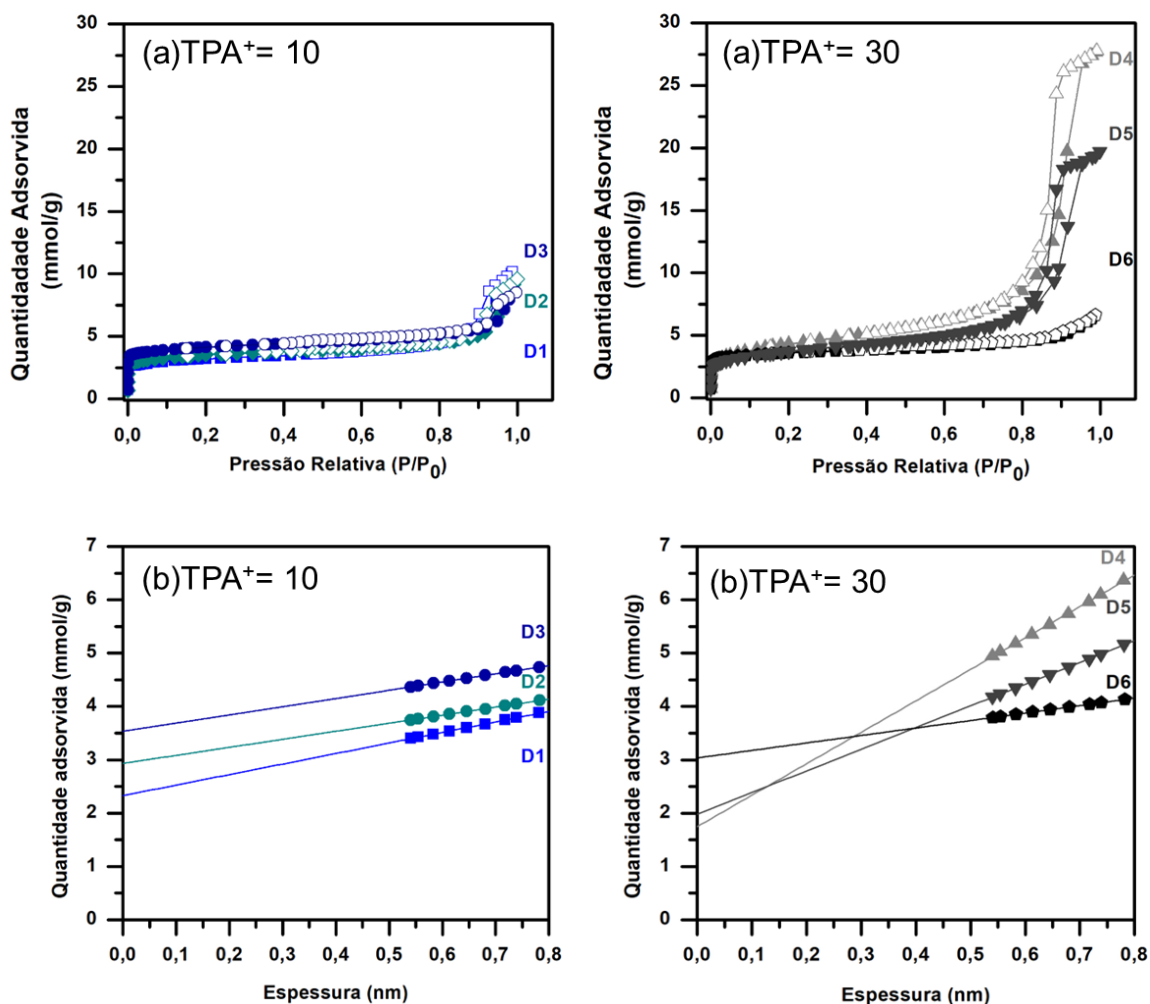 (a)TPA⁺= 10
Quantidadade Adsorvida
(mmol/g)
30
25
20
15
10
5
0
D3
D2
D1
0,0 0,2 0,4 0,6 0,8 1,0
Pressão Relativa (P/P₀)
(a)TPA⁺= 30
Quantidade Adsorvida
(mmol/g)
30
25
20
15
10
5
0
D4
D5
D6
0,0 0,2 0,4 0,6 0,8 1,0
Pressão Relativa (P/P₀)
(b)TPA⁺= 10
Quantidade adsorvida (mmol/g)
7
6
5
4
3
2
1
0
D3
D2
D1
0,0 0,1 0,2 0,3 0,4 0,5 0,6 0,7 0,8
Espessura (nm)
(b)TPA⁺= 30
Quantidade adsorvida (mmol/g)
7
6
5
4
3
2
1
0
D4
D5
D6
0,0 0,1 0,2 0,3 0,4 0,5 0,6 0,7 0,8
Espessura (nm)